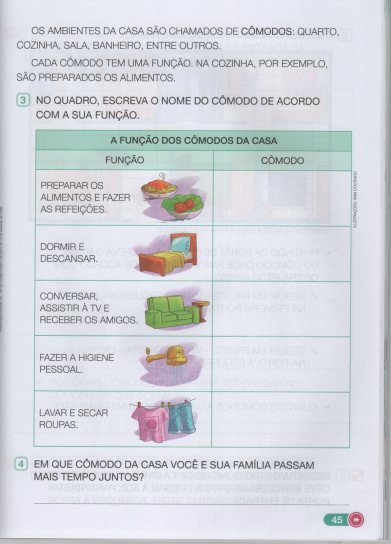 OS AMBIENTES DA CASA SÃO CHAMADOS DE CÔMODOS: QUARTO,
COZINHA, SALA, BANHEIRO, ENTRE OUTROS.
CADA CÔMODO TEM UMA FUNÇÃO. NA COZINHA, POR EXEMPLO,
SÃO PREPARADOS OS ALIMENTOS.
3 NO QUADRO, ESCREVA O NOME DO CÔMODO DE ACORDO
COM A SUA FUNÇÃO.
A FUNÇÃO DOS CÔMODOS DA CASA
FUNÇÃO CÔMODO
PREPARAR OS
ALIMENTOS E FAZER
AS REFEIÇÕES.
DORMIR E
DESCANSAR.
CONVERSAR,
ASSISTIR À TV E
RECEBER OS AMIGOS.
FAZER A HIGIENE
PESSOAL.
LAVAR E SECAR
ROUPAS.
4 EM QUE CÔMODO DA CASA VOCÊ E SUA FAMÍLIA PASSAM
MAIS TEMPO JUNTOS?
45